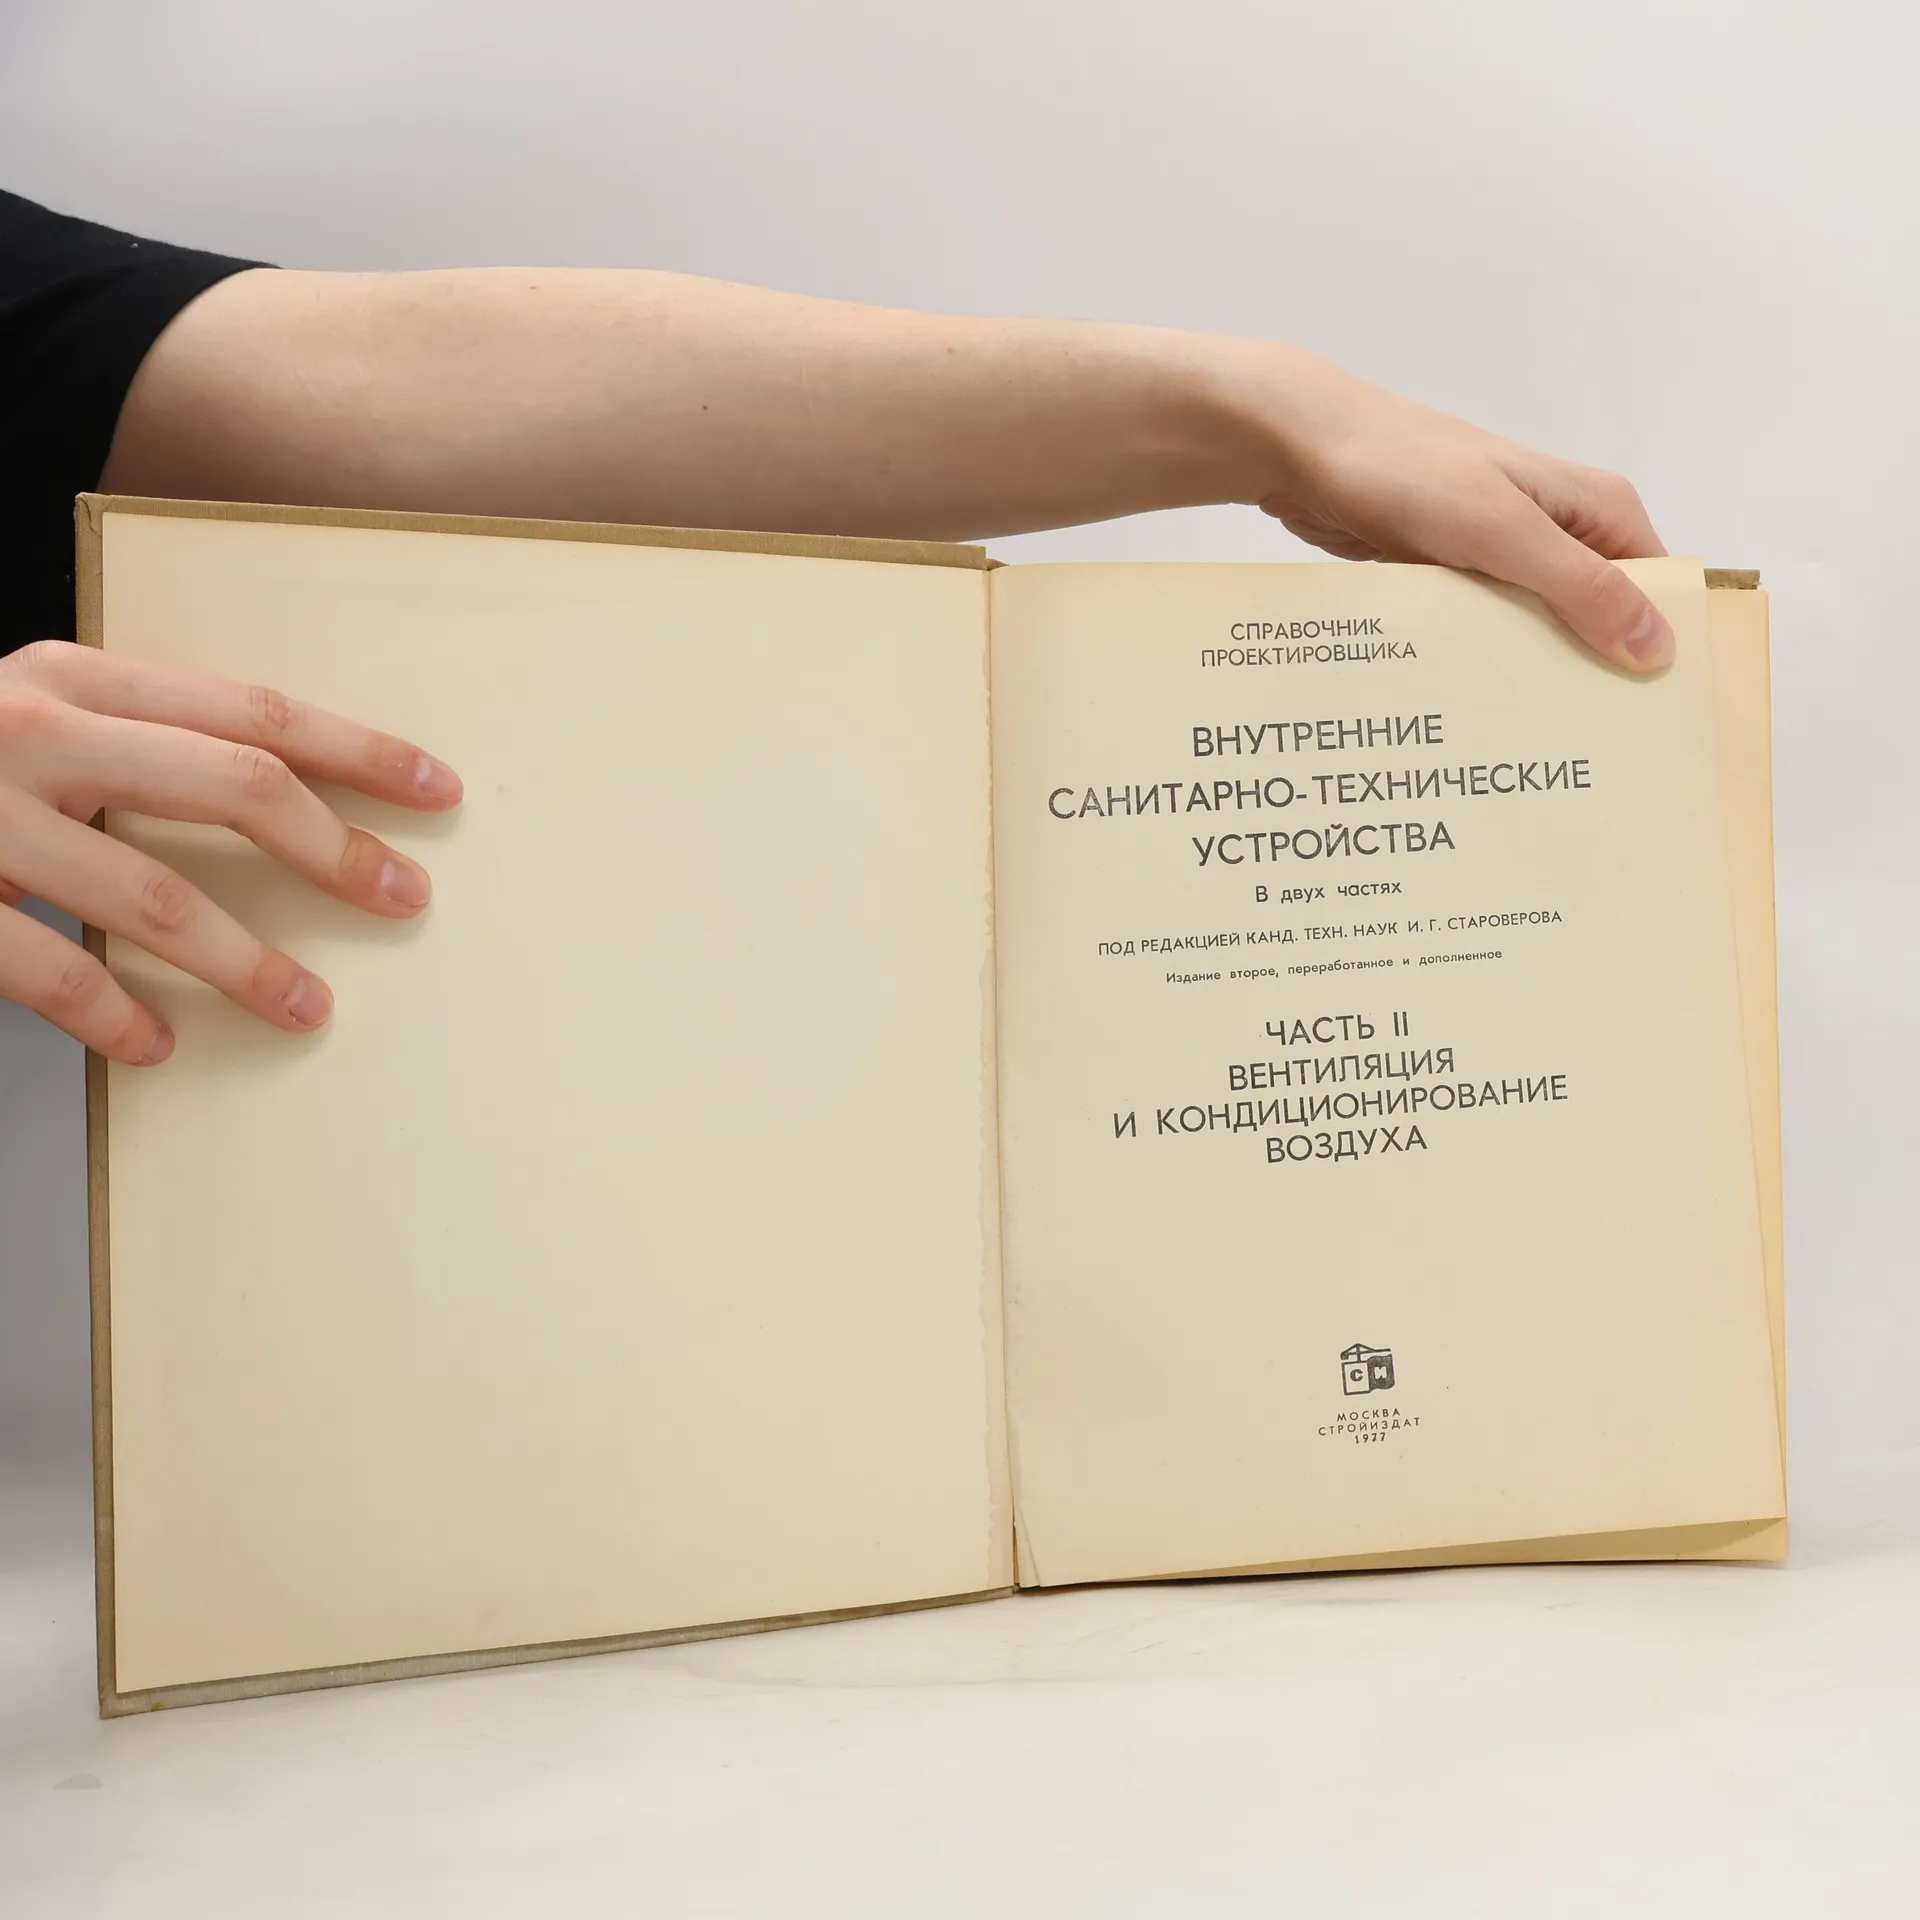 СПРАВОЧНИК
ПРОЕКТИРОВЩИКА
ВНУТРЕННИЕ
САНИТАРНО-ТЕХНИЧЕСКИЕ
УСТРОЙСТВА
В двух частях
ПОД РЕДАКЦИЕЙ КАНД. ТЕХН. НАУК И. Г. СТАРОВЕРОВА
Издание второе, переработанное и дополненное
ЧАСТЬ II
ВЕНТИЛЯЦИЯ
И КОНДИЦИОНИРОВАНИЕ
ВОЗДУХА
СИ
МОСКВА
СТРОЙИЗДАТ
1977